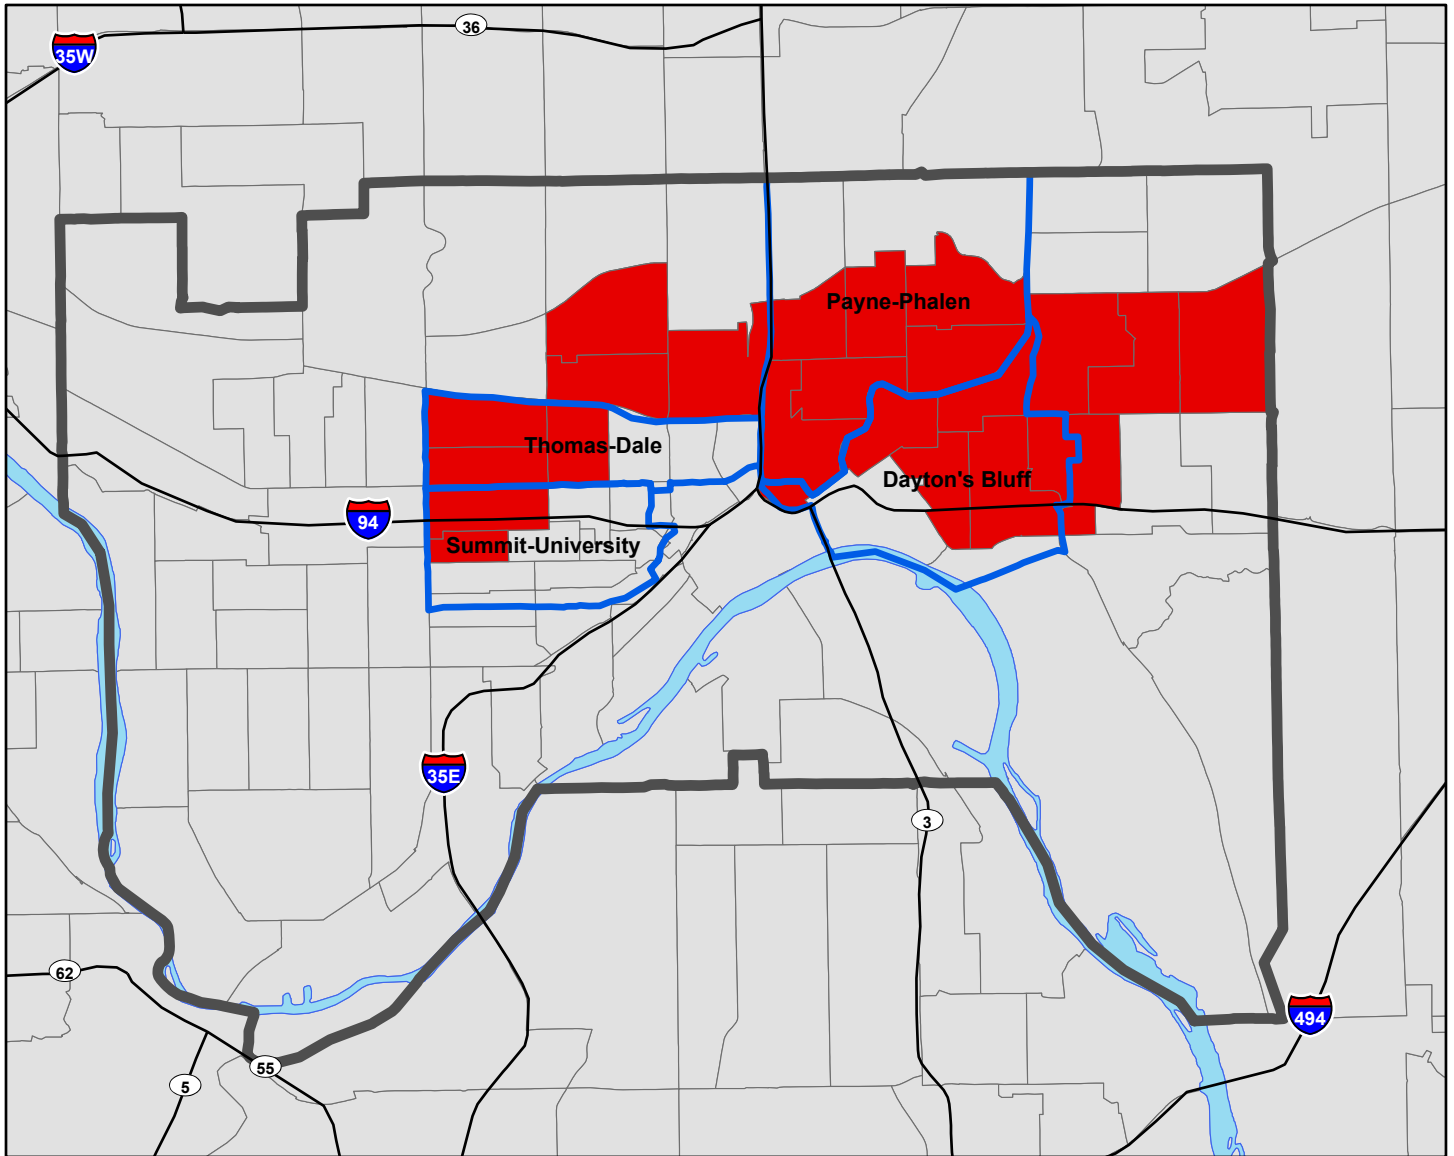 36
35W
Payne-Phalen
Thomas-Dale
Dayton's Bluff
94
Summit-University
35E
3
62
494
55
5